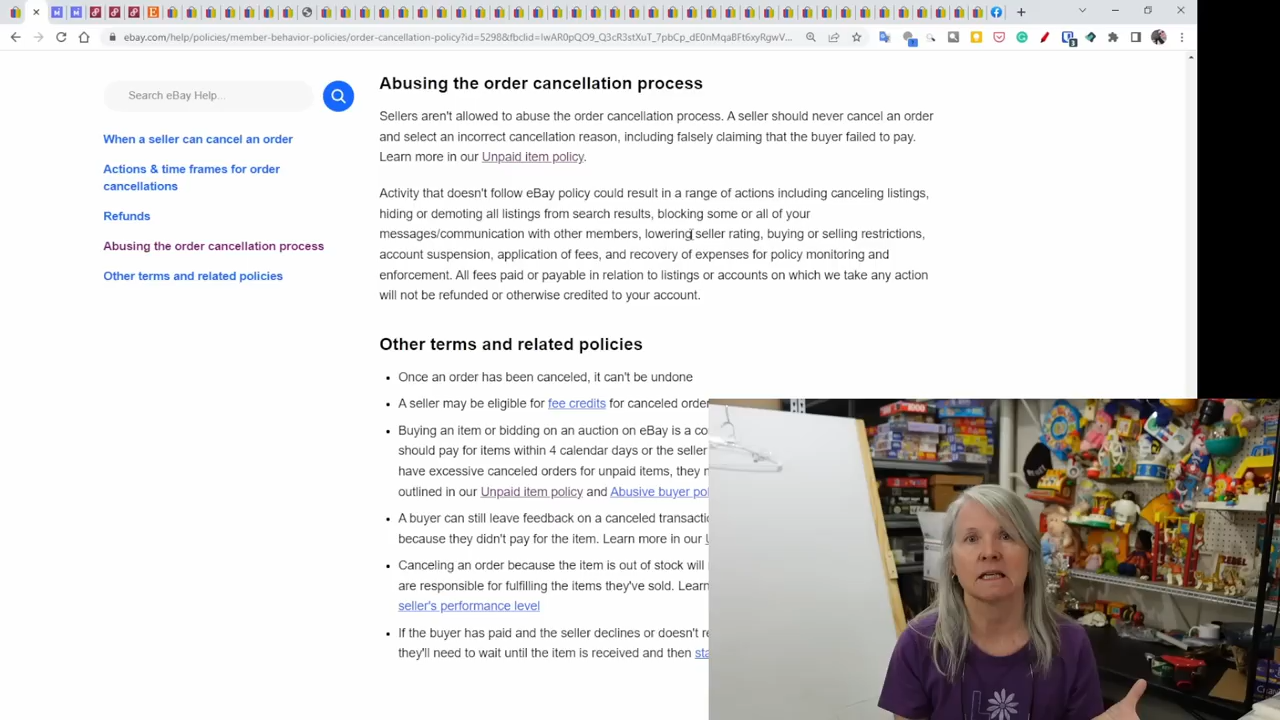 ebay.com/help/policies/member-behavior-policies/order-cancellation-policy?id=5298&fbclid=IwAR0pQO9_Q3cR3stXuT_7pbCp_dE0nMqaBFt6xyRgwV...
Search eBay Help...
When a seller can cancel an order
Actions & time frames for order
cancellations
Refunds
Abusing the order cancellation process
Other terms and related policies
Abusing the order cancellation process
Sellers aren't allowed to abuse the order cancellation process. A seller should never cancel an order
and select an incorrect cancellation reason, including falsely claiming that the buyer failed to pay.
Learn more in our Unpaid item policy.
Activity that doesn't follow eBay policy could result in a range of actions including canceling listings,
hiding or demoting all listings from search results, blocking some or all of your
messages/communication with other members, lowering seller rating, buying or selling restrictions,
account suspension, application of fees, and recovery of expenses for policy monitoring and
enforcement. All fees paid or payable in relation to listings or accounts on which we take any action
will not be refunded or otherwise credited to your account.
Other terms and related policies
Once an order has been canceled, it can't be undone
A seller may be eligible for fee credits for canceled order
Buying an item or bidding on an auction on eBay is a co
should pay for items within 4 calendar days or the seller
have excessive canceled orders for unpaid items, they
outlined in our Unpaid item policy and Abusive buyer pol
A buyer can still leave feedback on a canceled transacti
because they didn't pay for the item. Learn more in our
Canceling an order because the item is out of stock will
are responsible for fulfilling the items they've sold. Learn
seller's performance level
If the buyer has paid and the seller declines or doesn't re
they'll need to wait until the item is received and then sta